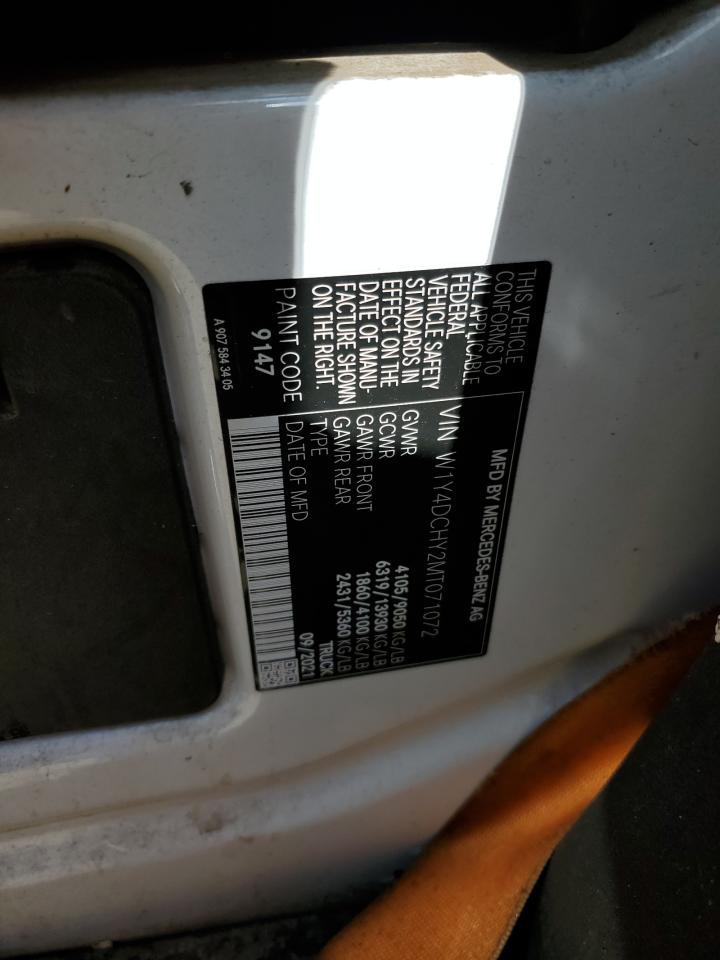 THIS VEHICLE
CONFORMS TO
ALL APPLICABLE
FEDERAL
VEHICLE SAFETY
STANDARDS IN
EFFECT ON THE
DATE OF MANU-
FACTURE SHOWN
ON THE RIGHT.
PAINT CODE
9147
A 907 584 34 05
MFD BY MERCEDES-BENZ AG
VIN W1Y4DCHY2MT071072
GVWR 4105/9050 KG/LB
GCWR 6319/13930 KG/LB
GAWR FRONT 1860/4100 KG/LB
GAWR REAR 2431/5360 KG/LB
TYPE TRUCK
DATE OF MFD 09/2021